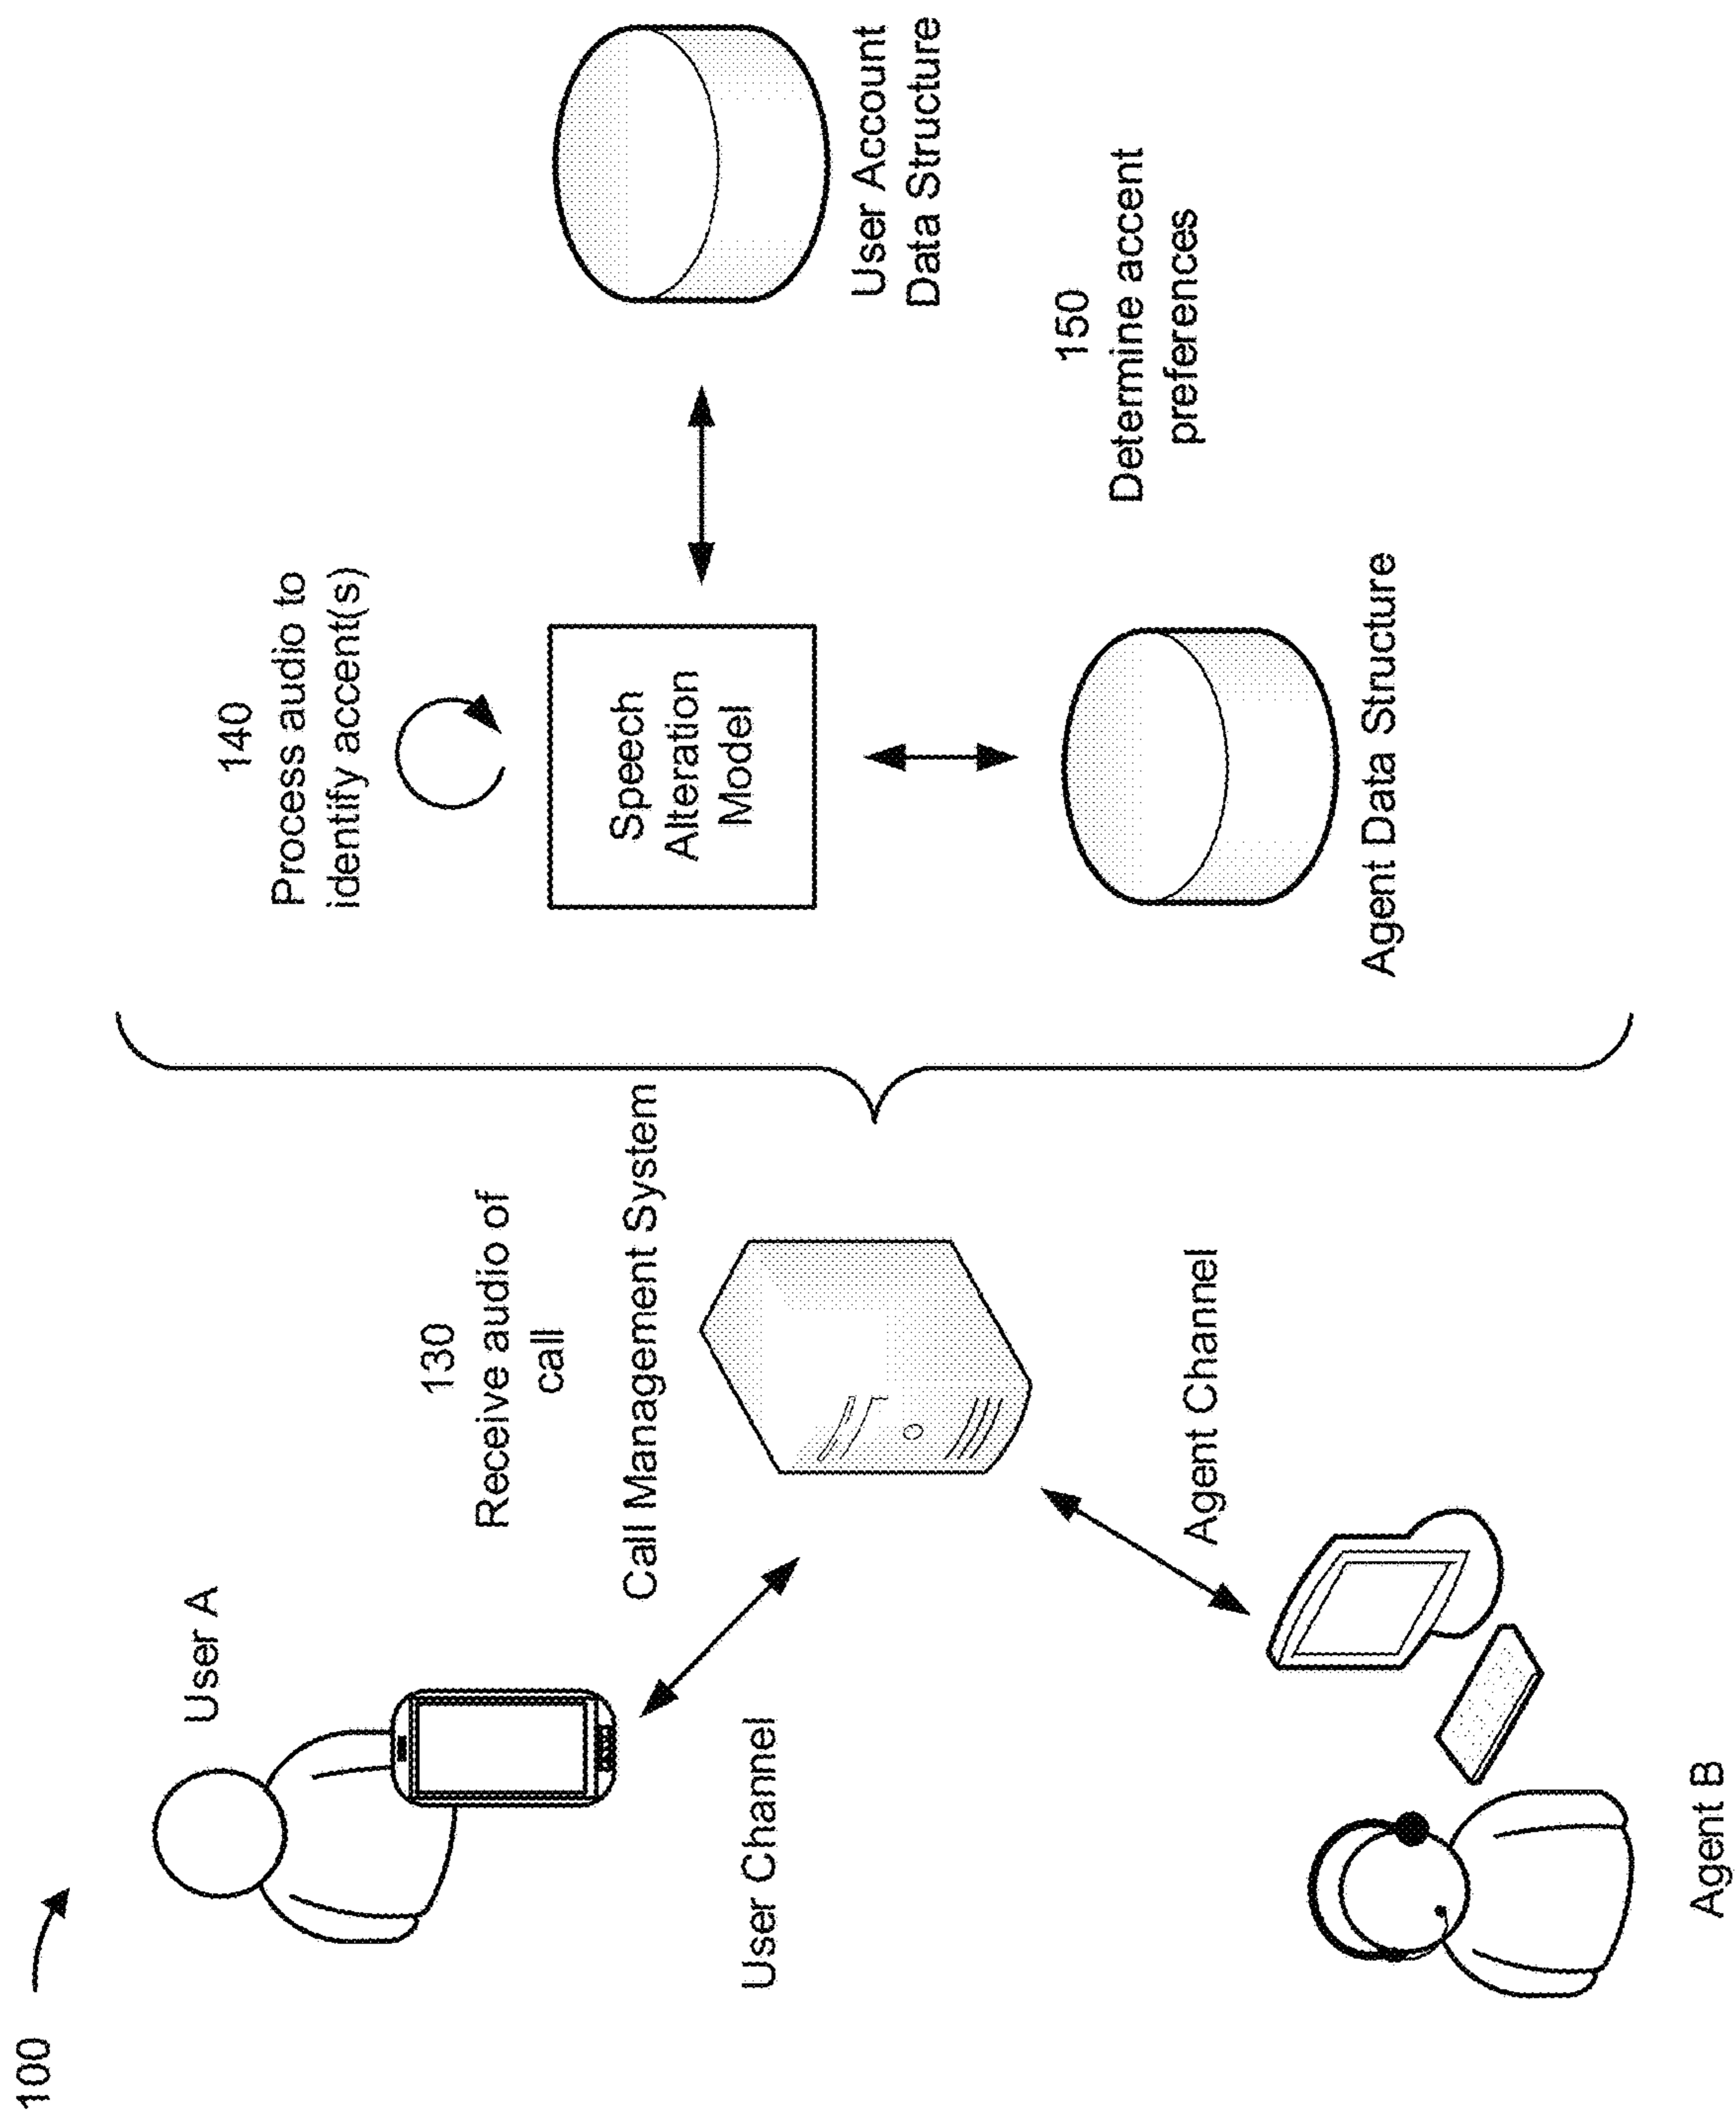 100
User A
130
Receive audio of
call
Call Management System
User Channel
Agent Channel
Agent B
140
Process audio to
identify accent(s)
Speech
Alteration
Model
User Account
Data Structure
150
Determine accent
preferences
Agent Data Structure